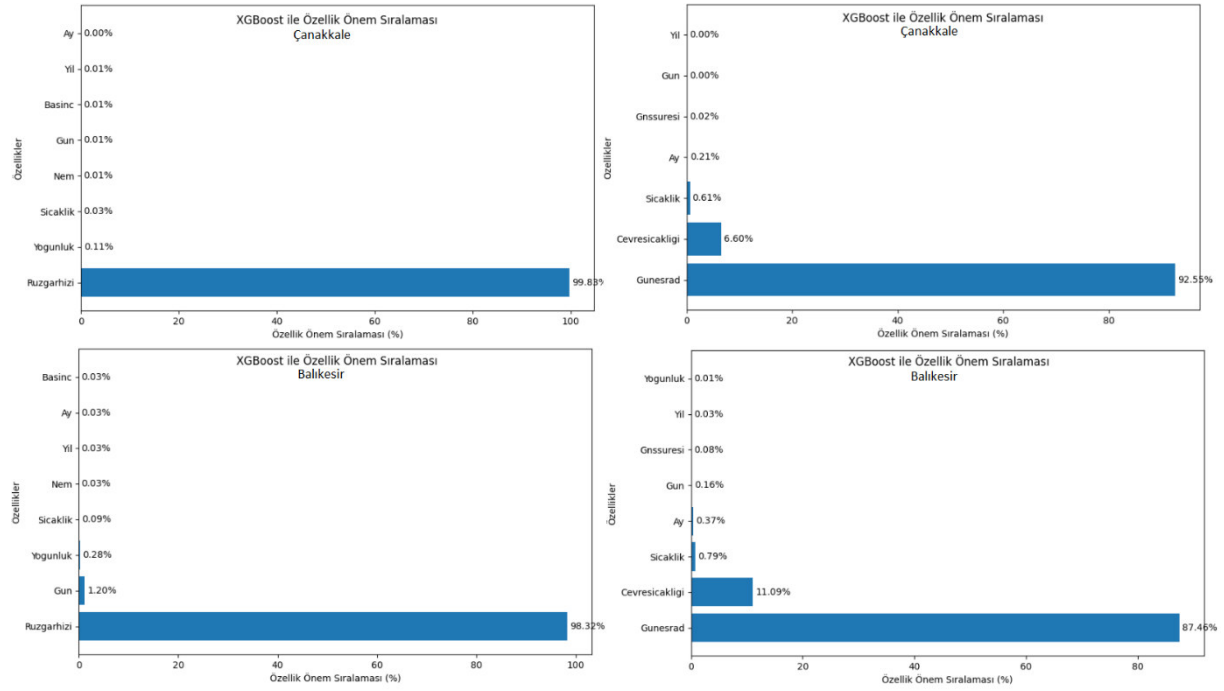 XGBoost ile Özellik Önem Sıralaması
Çanakkale
Özellikler
Ay
0.00%
Yil
0.01%
Basinc
0.01%
Gun
0.01%
Nem
0.01%
Sicaklik
0.03%
Yogunluk
0.11%
Ruzgarhizi
99.83%
0 20 40 60 80 100
Özellik Önem Sıralaması (%)
XGBoost ile Özellik Önem Sıralaması
Çanakkale
Özellikler
Yil
0.00%
Gun
0.00%
Gnssuresi
0.02%
Ay
0.21%
Sicaklik
0.61%
Cevresicakligi
6.60%
Gunesrad
92.55%
0 20 40 60 80
Özellik Önem Sıralaması (%)
XGBoost ile Özellik Önem Sıralaması
Balıkesir
Özellikler
Basinc
0.03%
Ay
0.03%
Yil
0.03%
Nem
0.03%
Sicaklik
0.09%
Yogunluk
0.28%
Gun
1.20%
Ruzgarhizi
98.32%
0 20 40 60 80 100
Özellik Önem Sıralaması (%)
XGBoost ile Özellik Önem Sıralaması
Balıkesir
Özellikler
Yogunluk
0.01%
Yil
0.03%
Gnssuresi
0.08%
Gun
0.16%
Ay
0.37%
Sicaklik
0.79%
Cevresicakligi
11.09%
Gunesrad
87.46%
0 20 40 60 80
Özellik Önem Sıralaması (%)